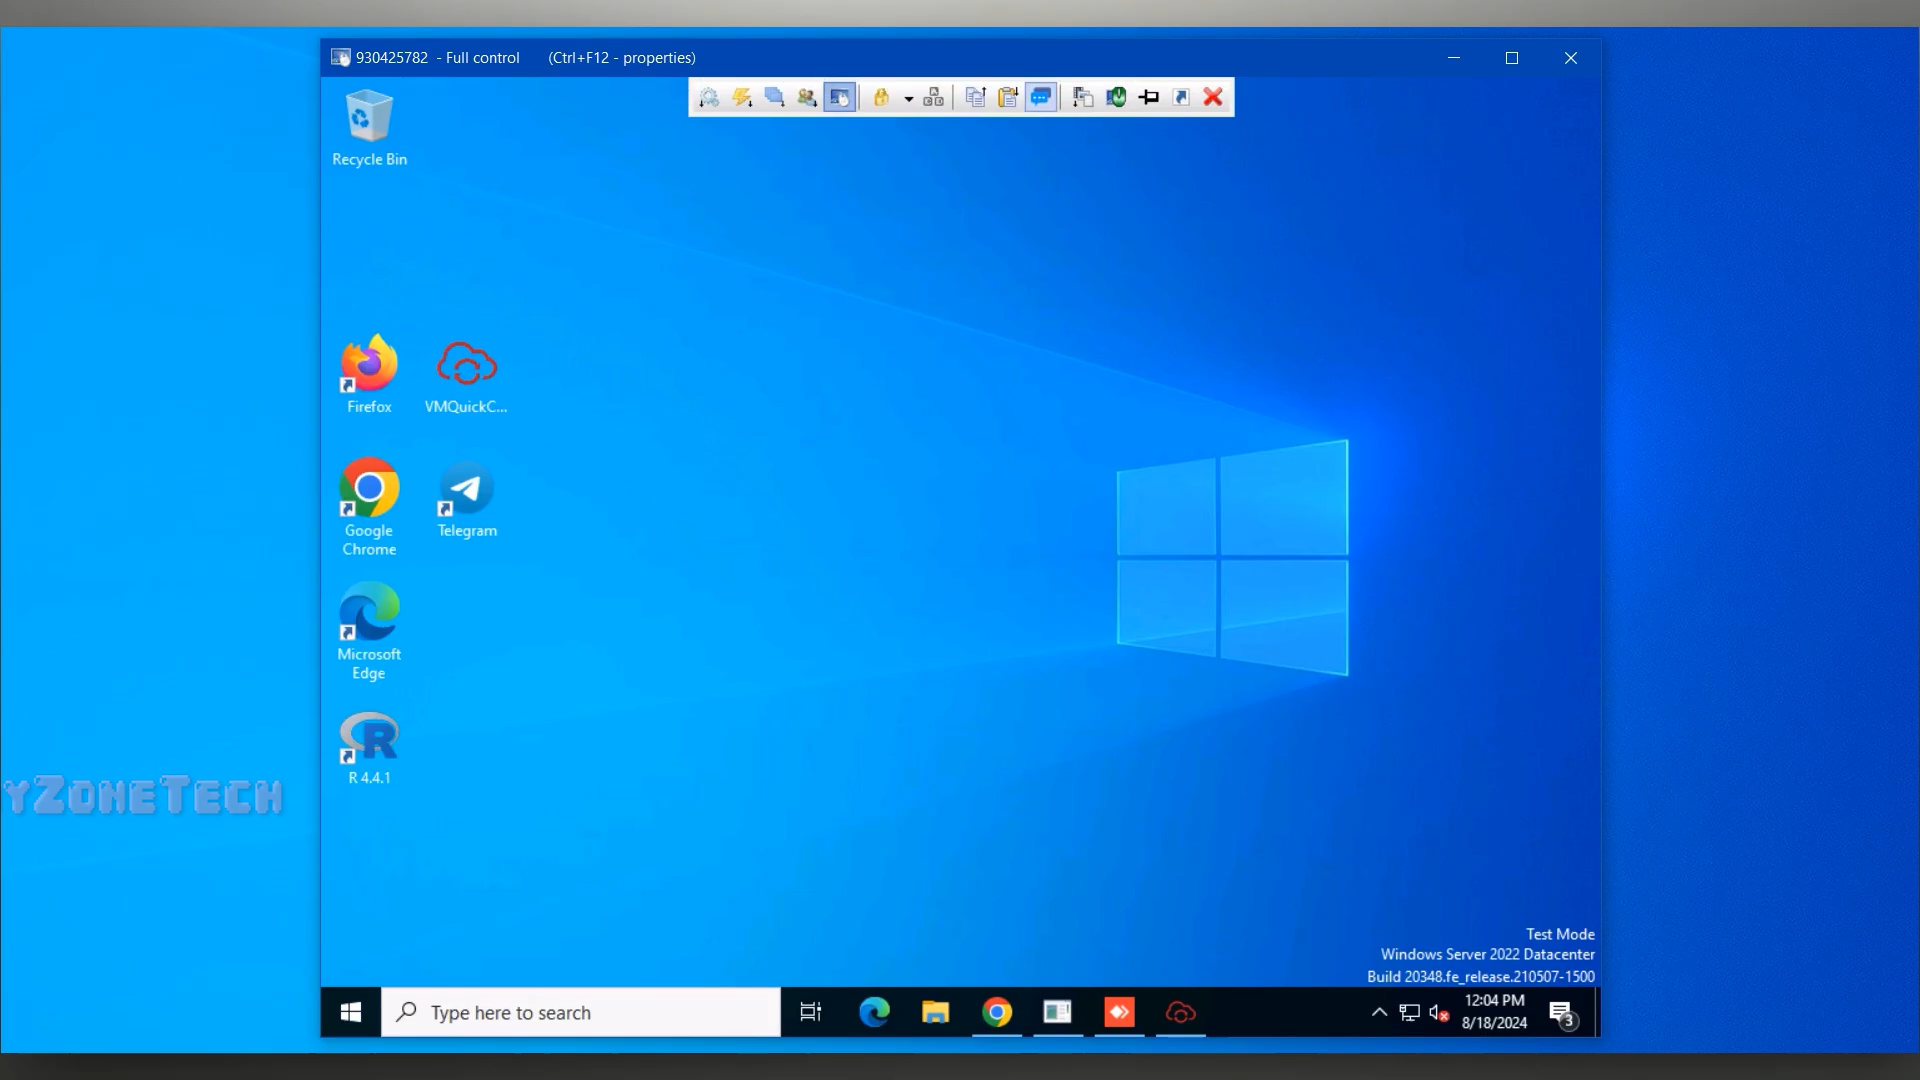 930425782 - Full control (Ctrl+F12 - properties)
Recycle Bin
Firefox
VMQuickC...
Google
Chrome
Telegram
Microsoft
Edge
R 4.4.1
YZONETECH
Test Mode
Windows Server 2022 Datacenter
Build 20348.fe_release.210507-1500
Type here to search
12:04 PM
8/18/2024
3